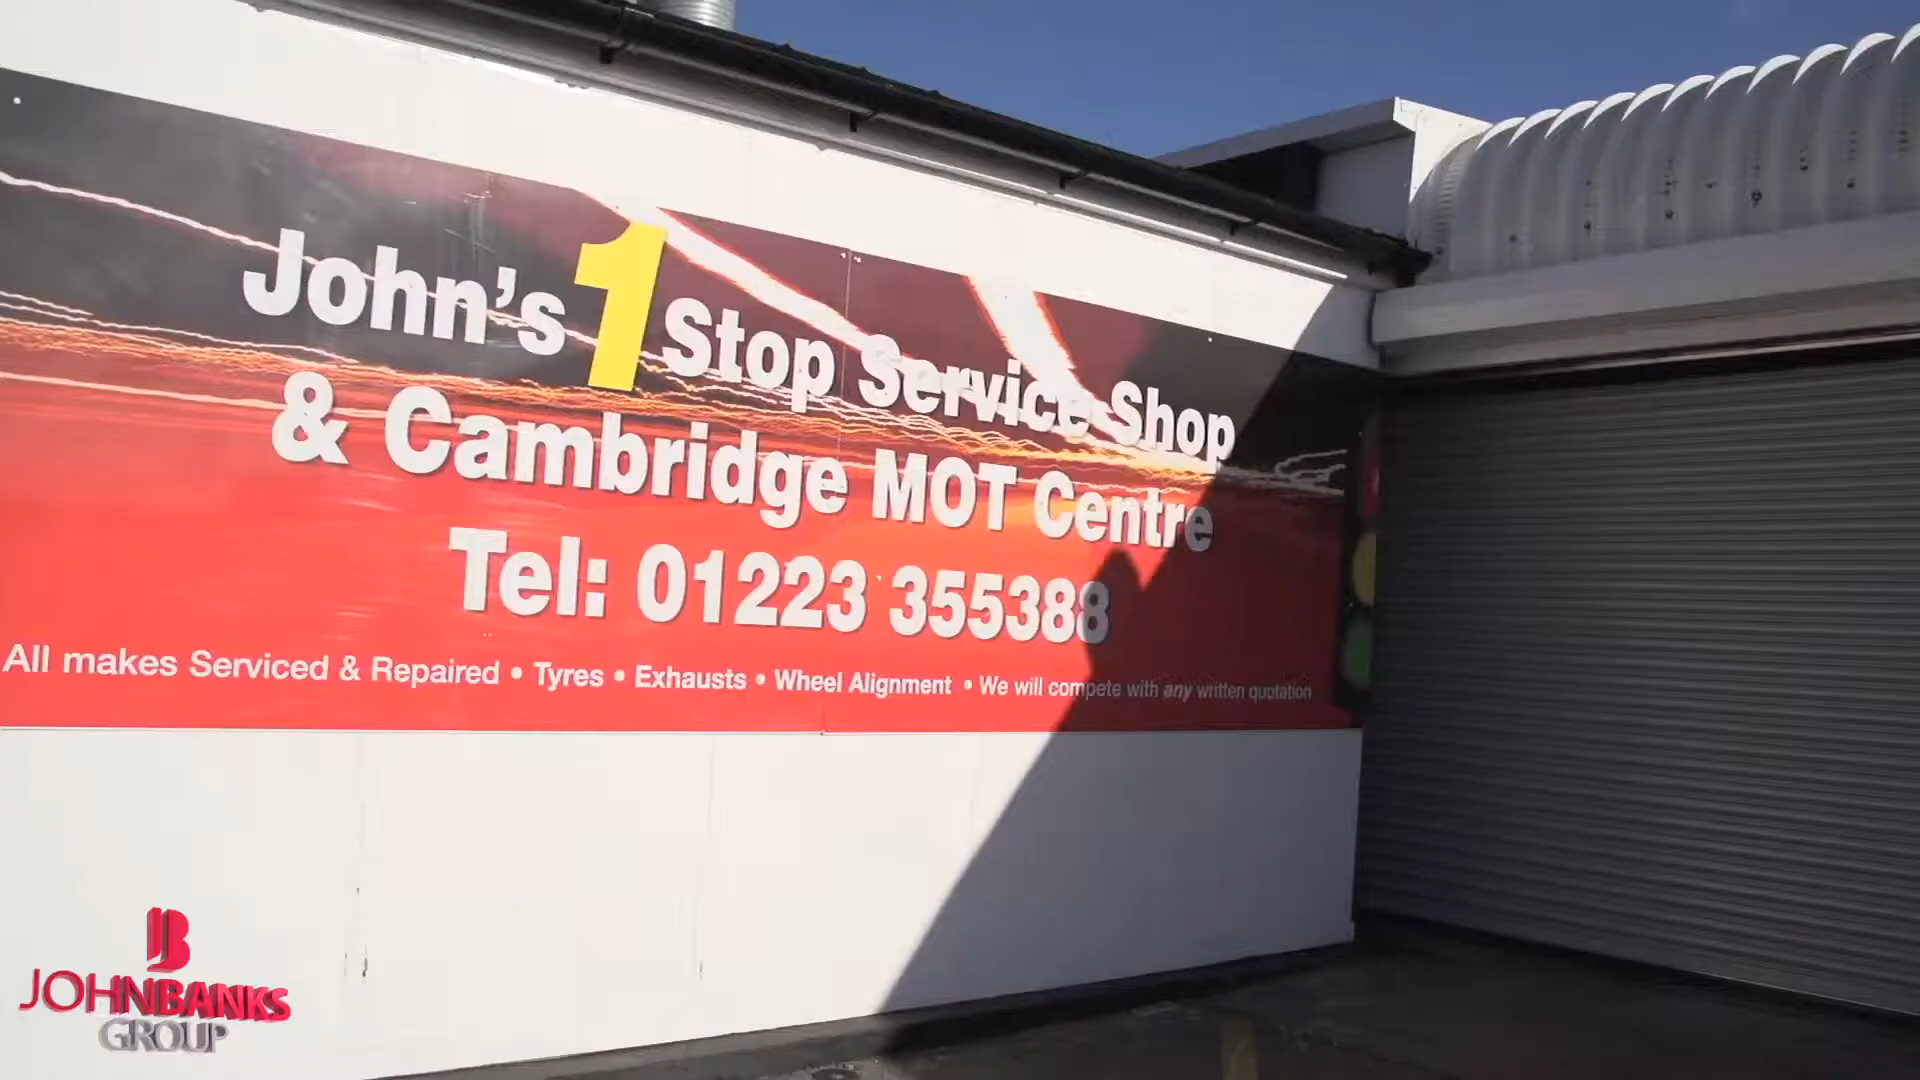 John's 1 Stop Service Shop
& Cambridge MOT Centre
Tel: 01223 355388
All makes Serviced & Repaired • Tyres • Exhausts • Wheel Alignment • We will compete with any written quotation
JB
JOHNBANKS
GROUP